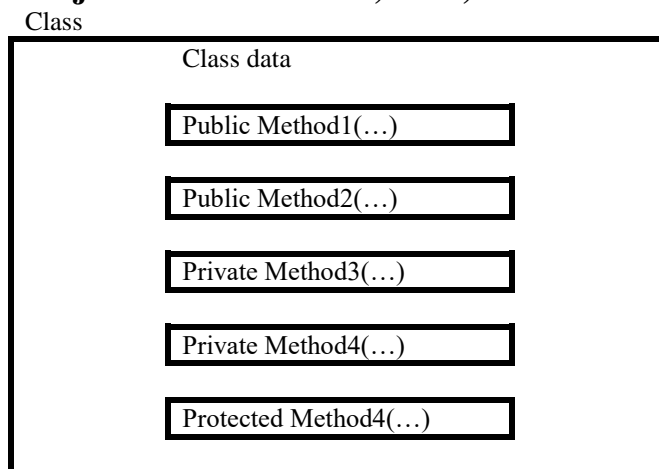 Class
Class data
Public Method1(…)
Public Method2(…)
Private Method3(…)
Private Method4(…)
Protected Method4(…)